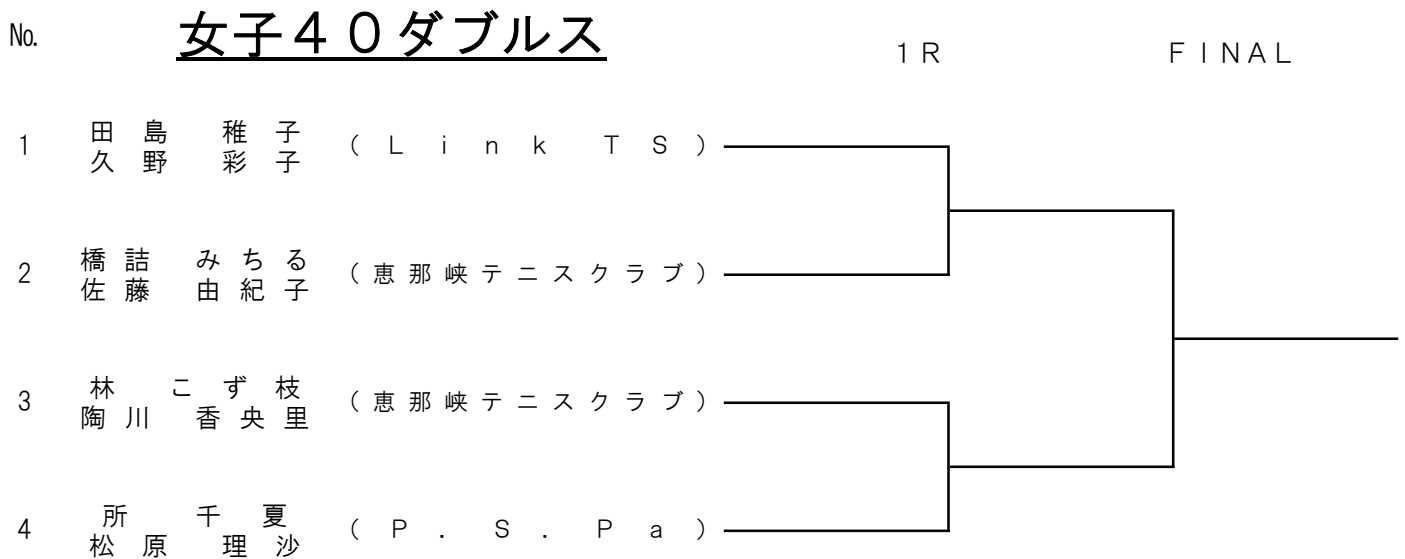 No. 女子４０ダブルス 1R FINAL
1 田島 稚子 (Link TS)
久野 彩子
2 橋詰 みちる (恵那峡テニスクラブ)
佐藤 由紀子
3 林 こず枝 (恵那峡テニスクラブ)
陶川 香央里
4 所 千夏 (P.S.Pa)
松原 理沙